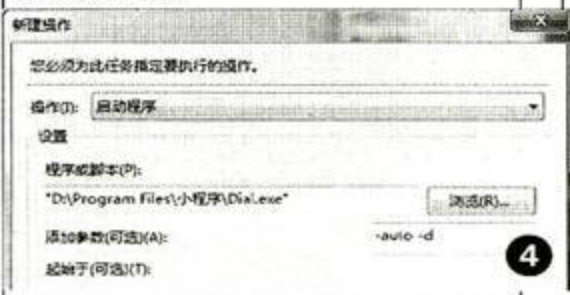 新建操作
您必须为此任务指定要执行的操作。
操作(I): 启动程序
设置
程序或脚本(P):
"D:\Program Files\小程序\Dial.exe"
浏览(R)...
添加参数(可选)(A): -auto -d
起始于(可选)(T):
4